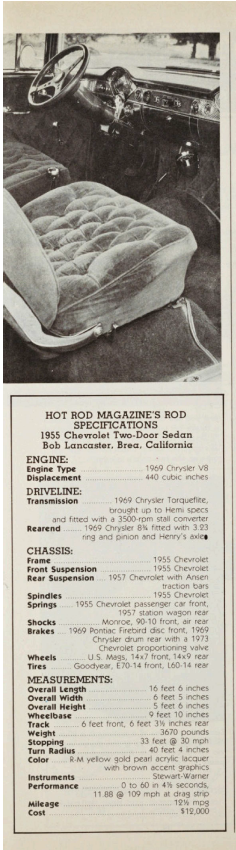 HOT ROD MAGAZINE'S ROD
SPECIFICATIONS
1955 Chevrolet Two-Door Sedan
Bob Lancaster, Brea, California
ENGINE:
Engine Type 1969 Chrysler V8
Displacement 440 cubic inches
DRIVELINE:
Transmission 1969 Chrysler Torqueflite,
brought up to Hemi specs
and fitted with a 3500-rpm stall converter
Rearend 1969 Chrysler 8¾ fitted with 3.23
ring and pinion and Henry's axles
CHASSIS:
Frame 1955 Chevrolet
Front Suspension 1955 Chevrolet
Rear Suspension 1957 Chevrolet with Ansen
traction bars
Spindles 1955 Chevrolet
Springs 1955 Chevrolet passenger car front,
1957 station wagon rear
Shocks Monroe, 90-10 front, air rear
Brakes 1969 Pontiac Firebird disc front, 1969
Chrysler drum rear with a 1973
Chevrolet proportioning valve
Wheels U.S. Mags, 14x7 front, 14x9 rear
Tires Goodyear, E70-14 front, L60-14 rear
MEASUREMENTS:
Overall Length 16 feet 6 inches
Overall Width 6 feet 5 inches
Overall Height 5 feet 6 inches
Wheelbase 9 feet 10 inches
Track 6 feet front, 6 feet 3½ inches rear
Weight 3670 pounds
Stopping 33 feet @ 30 mph
Turn Radius 40 feet 4 inches
Color R-M yellow gold pearl acrylic lacquer
with brown accent graphics
Instruments Stewart-Warner
Performance 0 to 60 in 4½ seconds,
11.88 @ 109 mph at drag strip
Mileage 12½ mpg
Cost $12,000